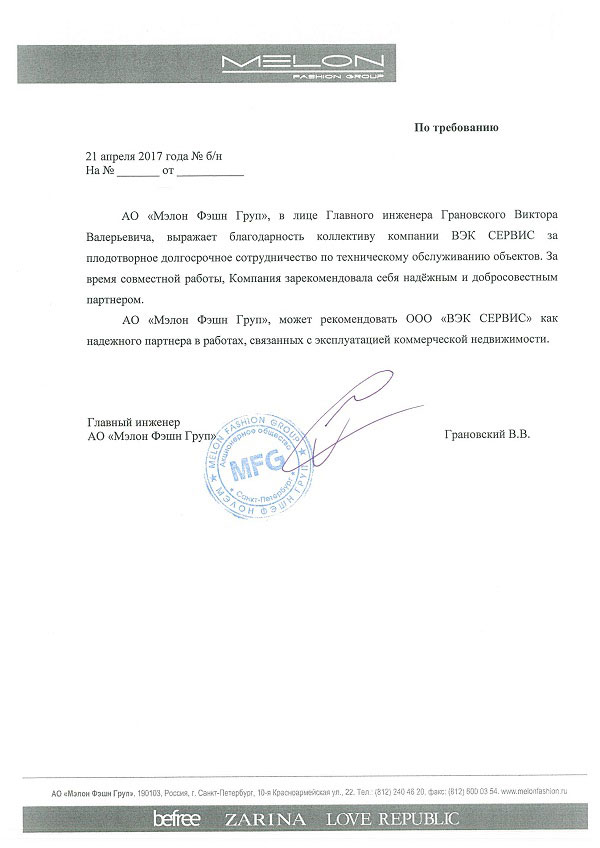 MELON
FASHION GROUP
По требованию
21 апреля 2017 года № б/н
На № _______ от ___________
АО «Мэлон Фэшн Груп», в лице Главного инженера Грановского Виктора
Валерьевича, выражает благодарность коллективу компании ВЭК СЕРВИС за
плодотворное долгосрочное сотрудничество по техническому обслуживанию объектов. За
время совместной работы, Компания зарекомендовала себя надёжным и добросовестным
партнером.
АО «Мэлон Фэшн Груп», может рекомендовать ООО «ВЭК СЕРВИС» как
надежного партнера в работах, связанных с эксплуатацией коммерческой недвижимости.
Главный инженер
АО «Мэлон Фэшн Груп»
Грановский В.В.
MELON FASHION GROUP
Акционерное общество
MFG
Санкт-Петербург
МЭЛОН ФЭШН ГРУП
АО «Мэлон Фэшн Груп», 190103, Россия, г. Санкт-Петербург, 10-я Красноармейская ул., 22. Тел.: (812) 240 46 20. факс: (812) 600 03 54. www.melonfashion.ru
befree ZARINA LOVE REPUBLIC